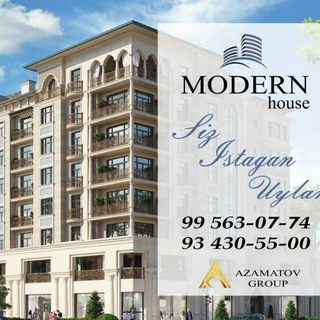 MODERN
house
Siz
Istagan
Uylar
99 563-07-74
93 430-55-00
AZAMATOV
GROUP